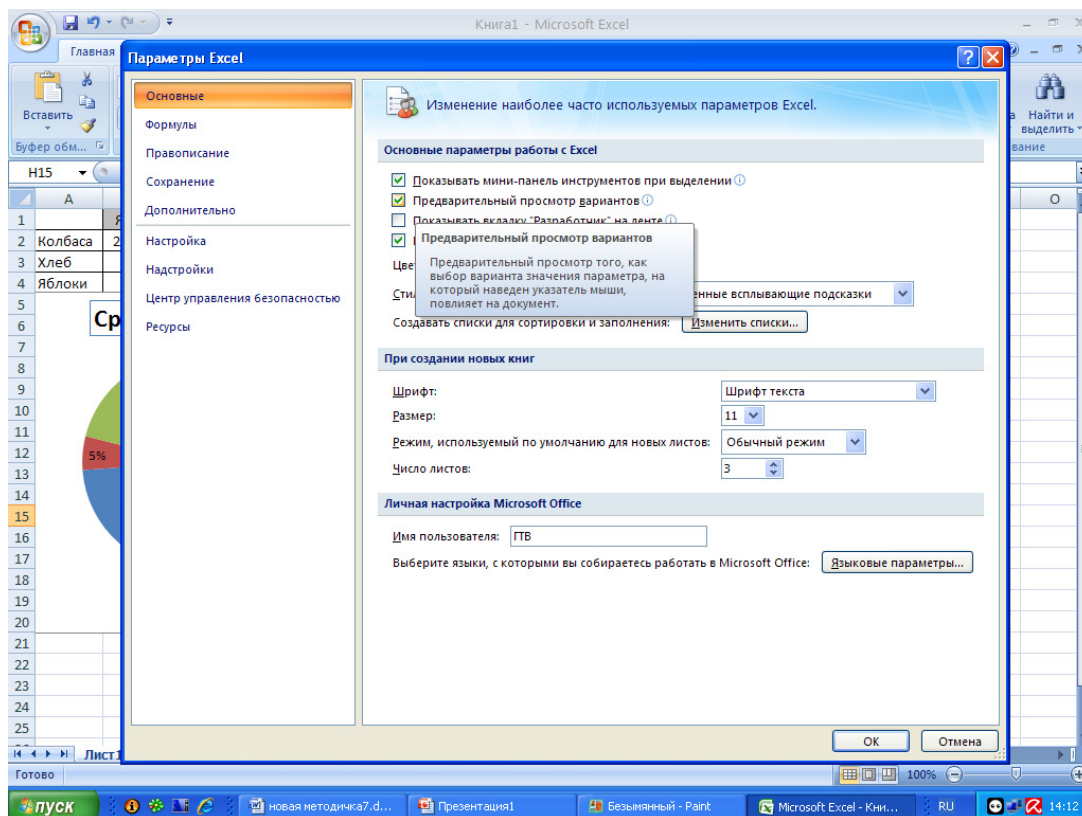 Книга1 - Microsoft Excel
Главная
Вставить
Буфер обм...
Найти и
выделить
H15
A
O
1
2 Колбаса 2
3 Хлеб
4 Яблоки
5
6
7
8
9
10
11
12
13
14
15
16
17
18
19
20
21
22
23
24
25
Ср
5%
Параметры Excel
Основные
Формулы
Правописание
Сохранение
Дополнительно
Настройка
Надстройки
Центр управления безопасностью
Ресурсы
Изменение наиболее часто используемых параметров Excel.
Основные параметры работы с Excel
Показывать мини-панель инструментов при выделении
Предварительный просмотр вариантов
Показывать вкладку "Разработчик" на ленте
Предварительный просмотр вариантов
Предварительный просмотр того, как
выбор варианта значения параметра, на
который наведен указатель мыши,
повлияет на документ.
всплывающие подсказки
Создавать списки для сортировки и заполнения: Изменить списки...
При создании новых книг
Шрифт: Шрифт текста
Размер: 11
Режим, используемый по умолчанию для новых листов: Обычный режим
Число листов: 3
Личная настройка Microsoft Office
Имя пользователя: ГТВ
Выберите языки, с которыми вы собираетесь работать в Microsoft Office: Языковые параметры...
ОК Отмена
Лист1
Готово 100%
пуск новая методичка7.d... Презентация1 Безымянный - Paint Microsoft Excel - Кни... RU 14:12